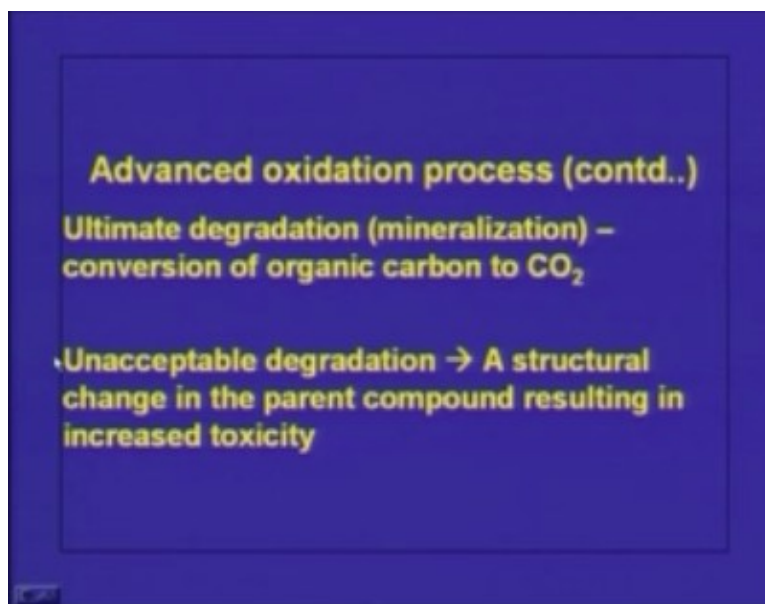 Advanced oxidation process (contd..)
Ultimate degradation (mineralization) –
conversion of organic carbon to CO₂
Unacceptable degradation → A structural
change in the parent compound resulting in
increased toxicity